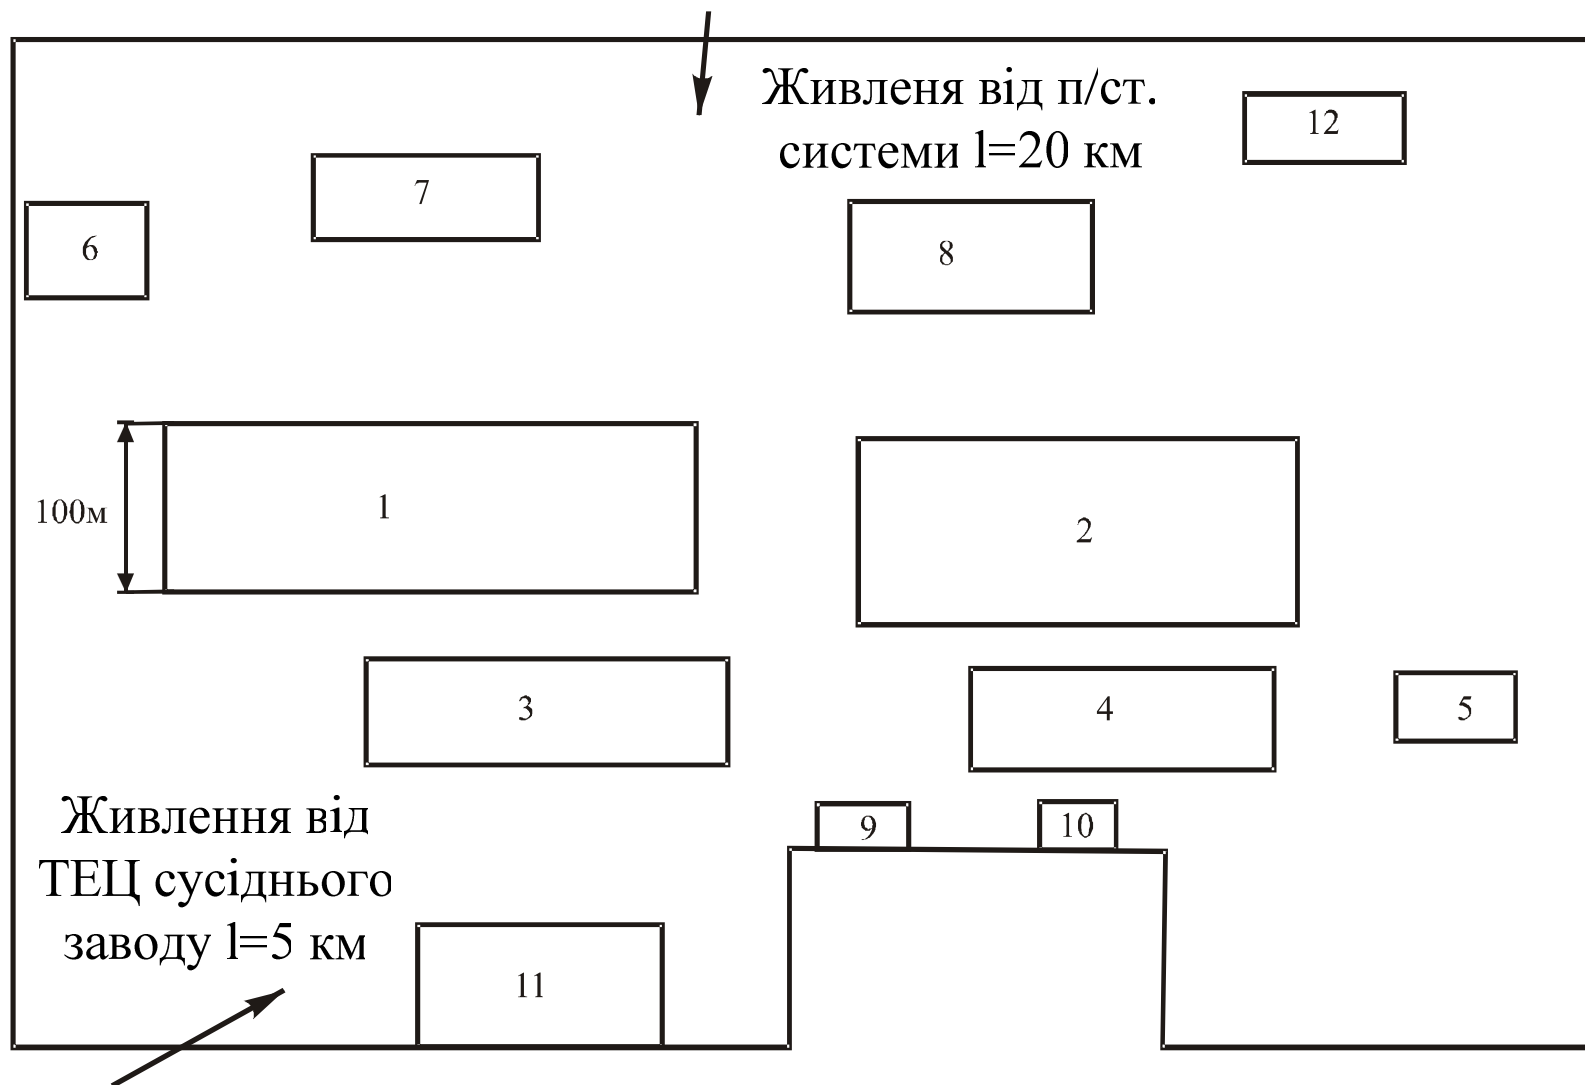 Живленя від п/ст.
системи l=20 км
12
7
6
8
100м
1
2
3
4
5
9
10
Живлення від
ТЕЦ сусіднього
заводу l=5 км
11